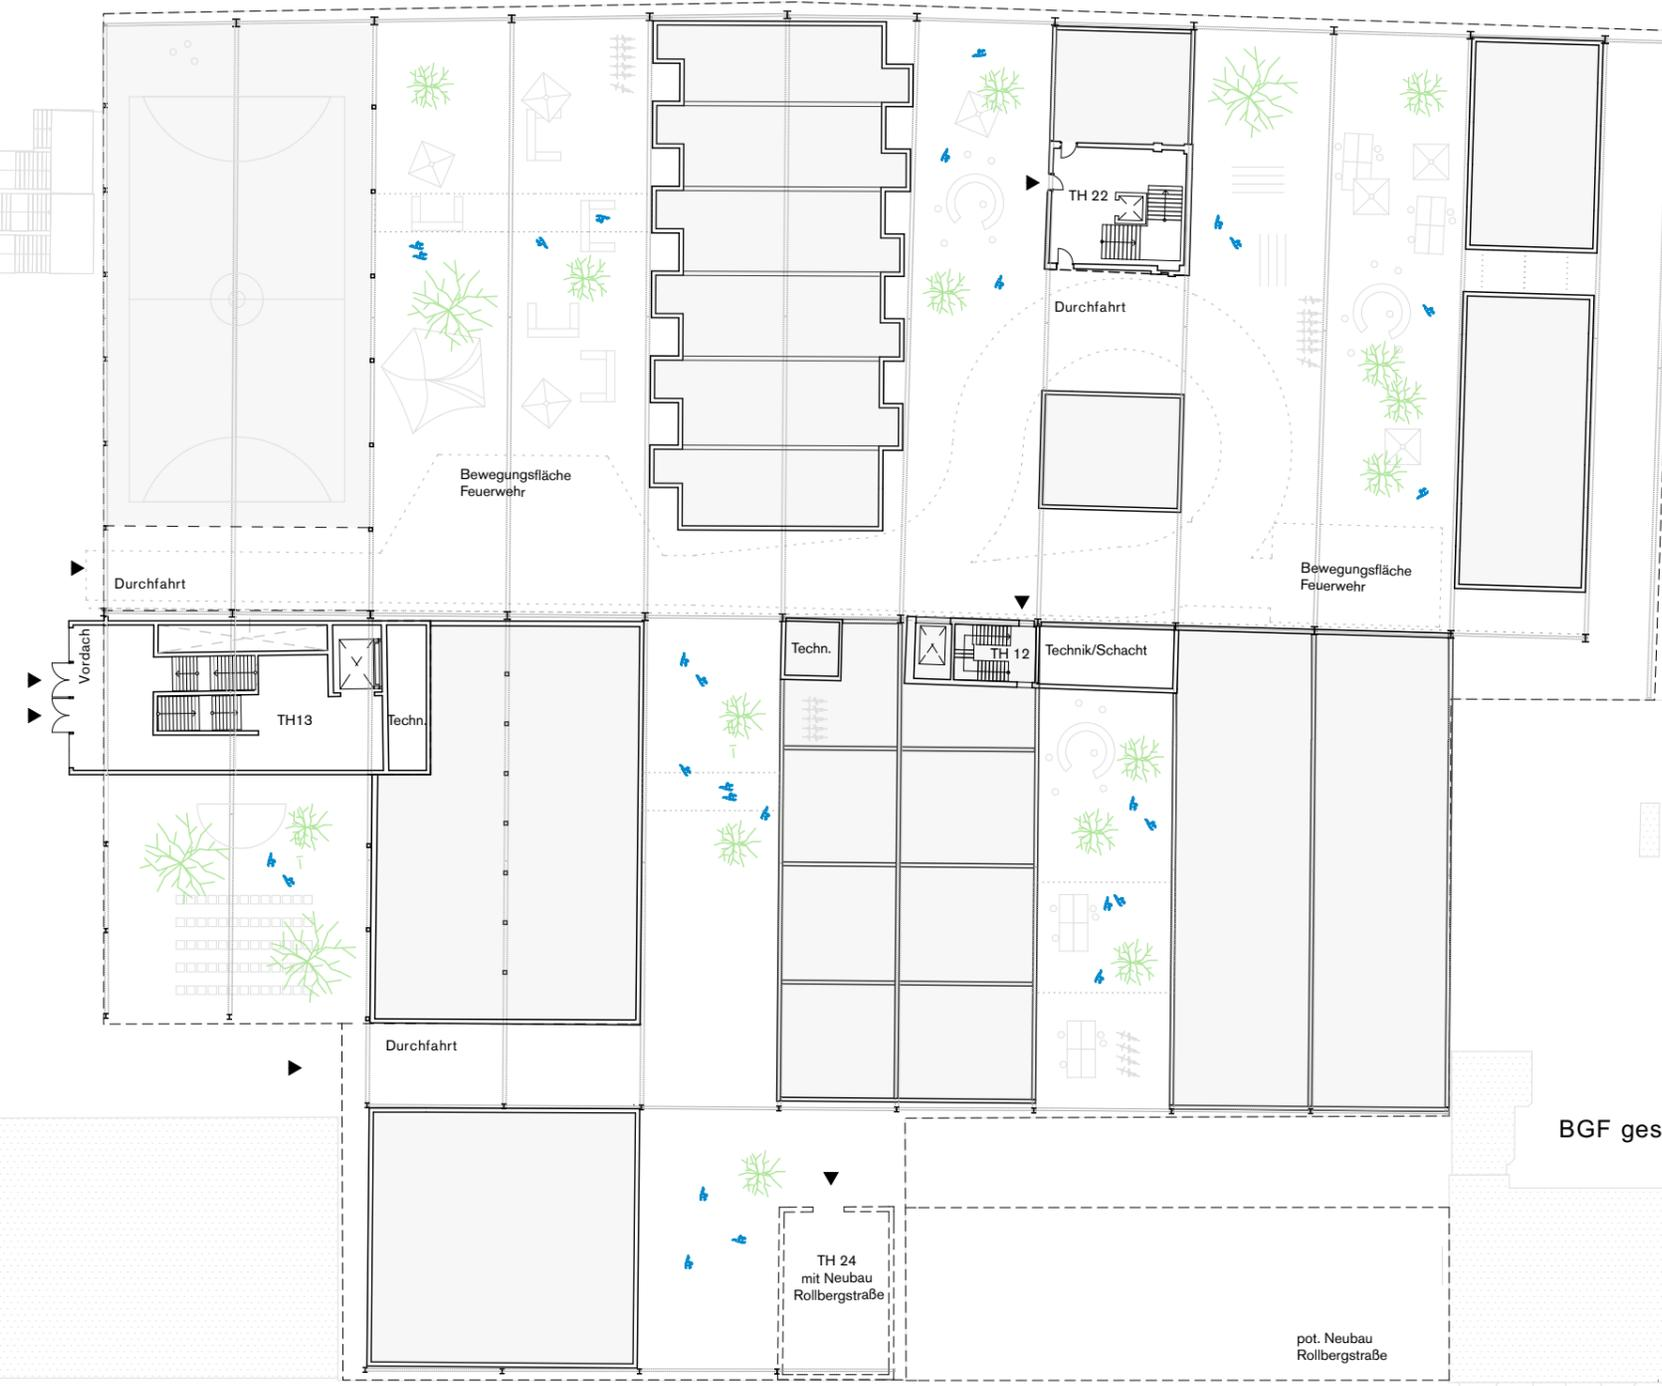 TH 22
Durchfahrt
Bewegungsfläche
Feuerwehr
Durchfahrt
Bewegungsfläche
Feuerwehr
Vordach
TH13
Techn.
Techn.
TH 12
Technik/Schacht
Durchfahrt
BGF ges
TH 24
mit Neubau
Rollbergstraße
pot. Neubau
Rollbergstraße